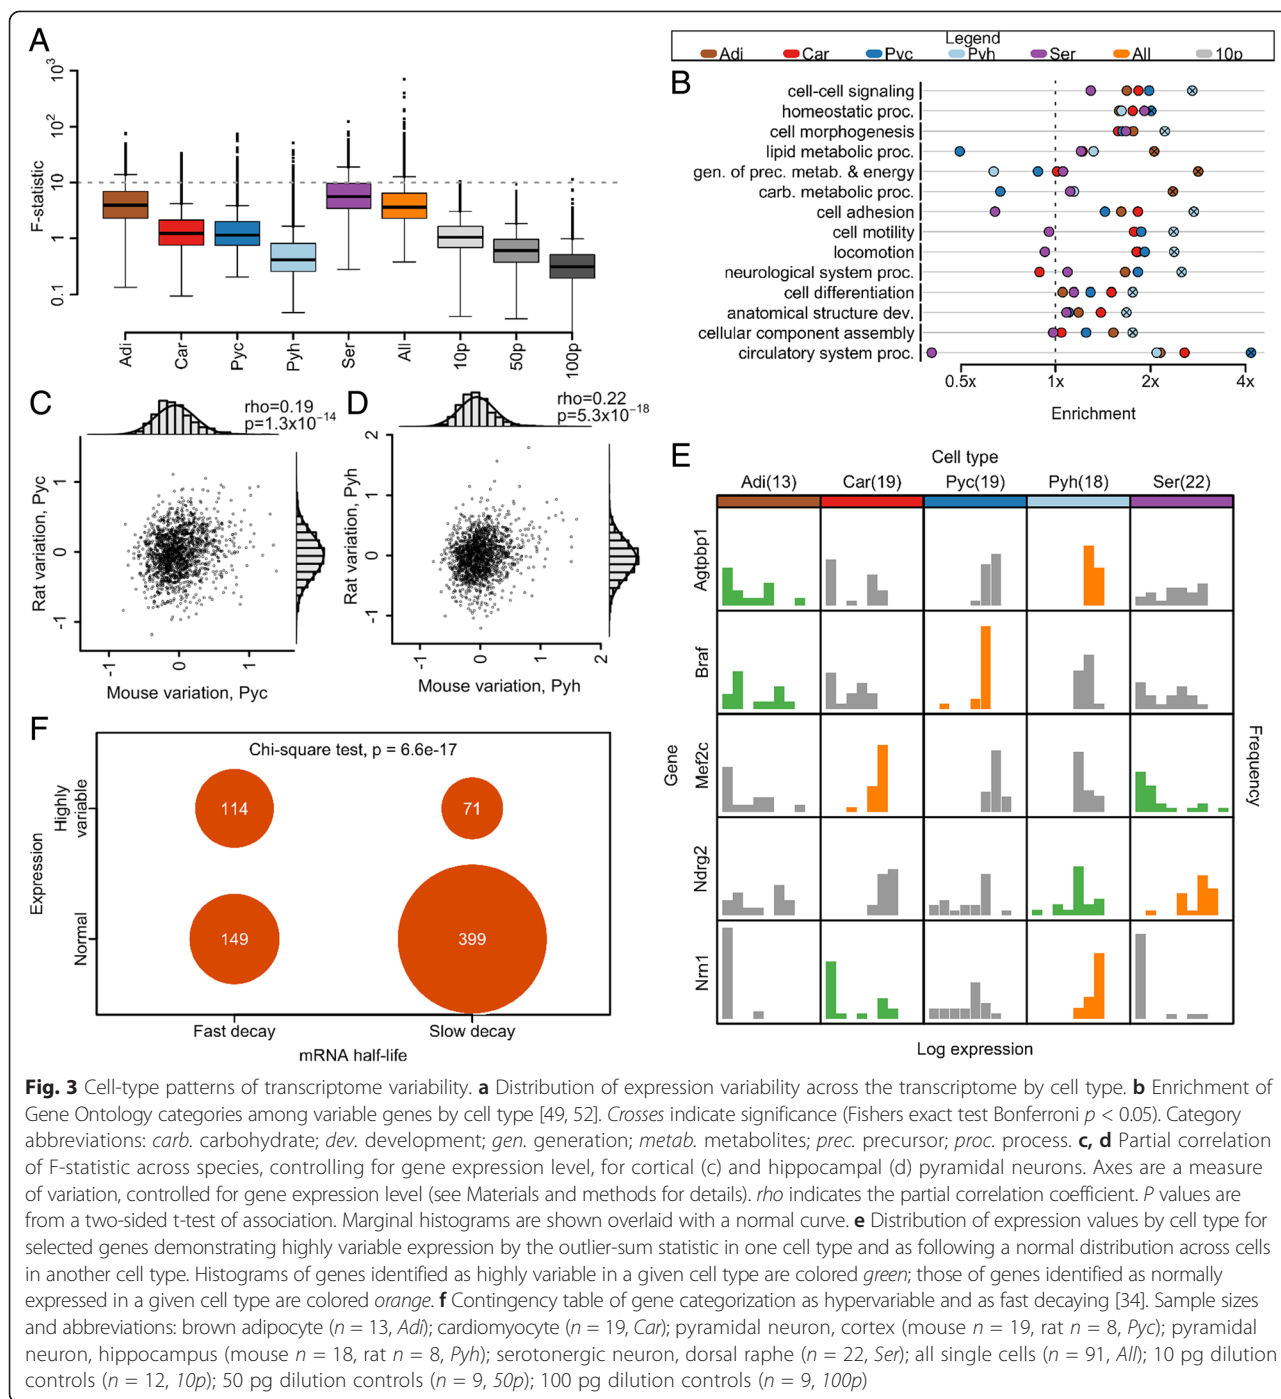 A
F-statistic
10³
10²
10
1
0.1
Adi
Car
Pyc
Pyh
Ser
All
10p
50p
100p
Legend
Adi Car Pyc Pyh Ser All 10p
B
cell-cell signaling
homeostatic proc.
cell morphogenesis
lipid metabolic proc.
gen. of prec. metab. & energy
carb. metabolic proc.
cell adhesion
cell motility
locomotion
neurological system proc.
cell differentiation
anatomical structure dev.
cellular component assembly
circulatory system proc.
0.5x 1x 2x 4x
Enrichment
C
rho=0.19
p=1.3x10⁻¹⁴
Rat variation, Pyc
1
0
-1
-1 0 1
Mouse variation, Pyc
D
rho=0.22
p=5.3x10⁻¹⁸
Rat variation, Pyh
2
1
0
-1
-1 0 1 2
Mouse variation, Pyh
E
Cell type
Adi(13) Car(19) Pyc(19) Pyh(18) Ser(22)
Gene
Agtpbp1
Braf
Mef2c
Ndrg2
Nrn1
Frequency
Log expression
F
Chi-square test, p = 6.6e-17
Expression
Highly
variable
Normal
114 71
149 399
Fast decay Slow decay
mRNA half-life
Fig. 3 Cell-type patterns of transcriptome variability. a Distribution of expression variability across the transcriptome by cell type. b Enrichment of
Gene Ontology categories among variable genes by cell type [49, 52]. Crosses indicate significance (Fishers exact test Bonferroni p < 0.05). Category
abbreviations: carb. carbohydrate; dev. development; gen. generation; metab. metabolites; prec. precursor; proc. process. c, d Partial correlation
of F-statistic across species, controlling for gene expression level, for cortical (c) and hippocampal (d) pyramidal neurons. Axes are a measure
of variation, controlled for gene expression level (see Materials and methods for details). rho indicates the partial correlation coefficient. P values are
from a two-sided t-test of association. Marginal histograms are shown overlaid with a normal curve. e Distribution of expression values by cell type for
selected genes demonstrating highly variable expression by the outlier-sum statistic in one cell type and as following a normal distribution across cells
in another cell type. Histograms of genes identified as highly variable in a given cell type are colored green; those of genes identified as normally
expressed in a given cell type are colored orange. f Contingency table of gene categorization as hypervariable and as fast decaying [34]. Sample sizes
and abbreviations: brown adipocyte (n = 13, Adi); cardiomyocyte (n = 19, Car); pyramidal neuron, cortex (mouse n = 19, rat n = 8, Pyc); pyramidal
neuron, hippocampus (mouse n = 18, rat n = 8, Pyh); serotonergic neuron, dorsal raphe (n = 22, Ser); all single cells (n = 91, All); 10 pg dilution
controls (n = 12, 10p); 50 pg dilution controls (n = 9, 50p); 100 pg dilution controls (n = 9, 100p)